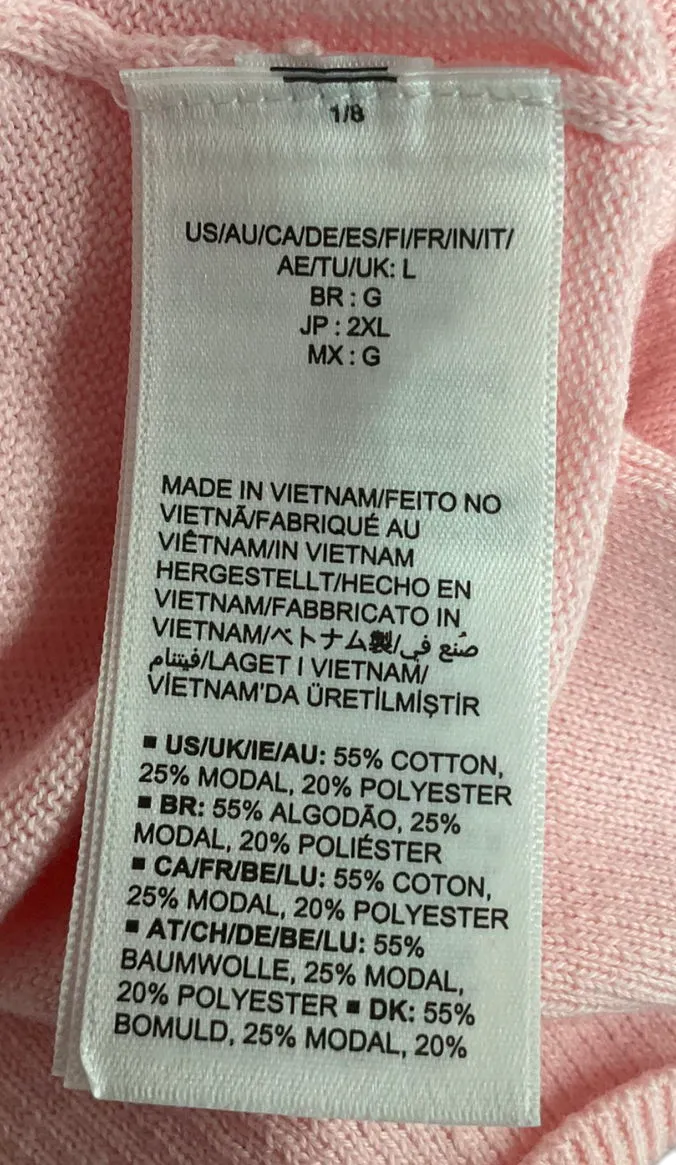 1/8
US/AU/CA/DE/ES/FI/FR/IN/IT/
AE/TU/UK: L
BR : G
JP : 2XL
MX : G
MADE IN VIETNAM/FEITO NO
VIETNÃ/FABRIQUÉ AU
VIÊTNAM/IN VIETNAM
HERGESTELLT/HECHO EN
VIETNAM/FABBRICATO IN
VIETNAM/ベトナム製/صُنع في
فيتنام/LAGET I VIETNAM/
VİETNAM'DA ÜRETİLMİŞTİR
▪ US/UK/IE/AU: 55% COTTON,
25% MODAL, 20% POLYESTER
▪ BR: 55% ALGODÃO, 25%
MODAL, 20% POLIÉSTER
▪ CA/FR/BE/LU: 55% COTON,
25% MODAL, 20% POLYESTER
▪ AT/CH/DE/BE/LU: 55%
BAUMWOLLE, 25% MODAL,
20% POLYESTER ▪ DK: 55%
BOMULD, 25% MODAL, 20%